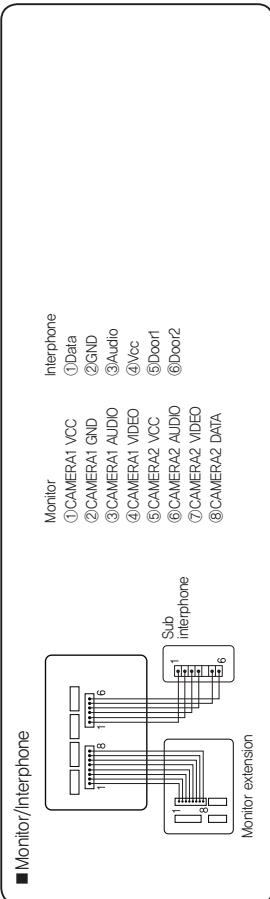 ■ Monitor/Interphone
1 8 1 6
1 8
Monitor extension
1 6
Sub
interphone
Monitor
①CAMERA1 VCC
②CAMERA1 GND
③CAMERA1 AUDIO
④CAMERA1 VIDEO
⑤CAMERA2 VCC
⑥CAMERA2 AUDIO
⑦CAMERA2 VIDEO
⑧CAMERA2 DATA
Interphone
①Data
②GND
③Audio
④Vcc
⑤Door1
⑥Door2